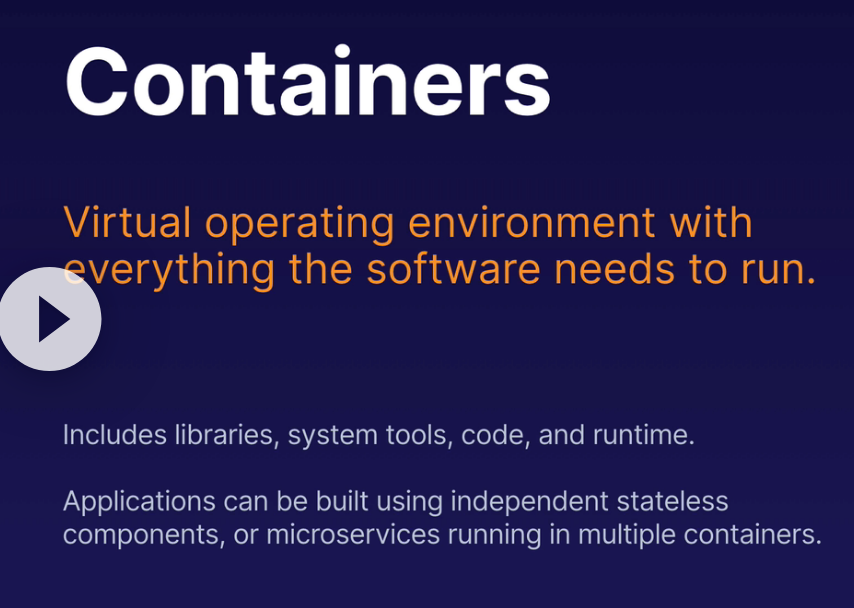 Containers
Virtual operating environment with
everything the software needs to run.
Includes libraries, system tools, code, and runtime.
Applications can be built using independent stateless
components, or microservices running in multiple containers.